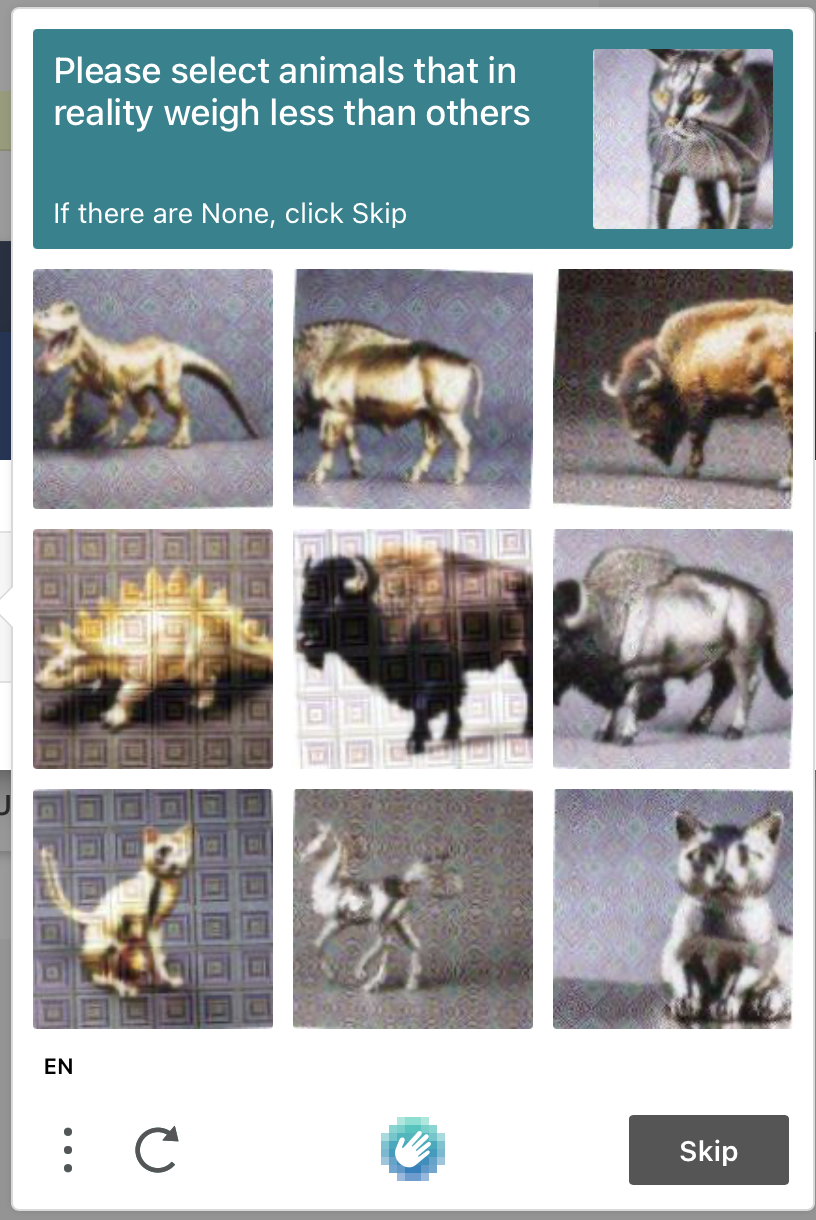 Please select animals that in
reality weigh less than others
If there are None, click Skip
EN
Skip